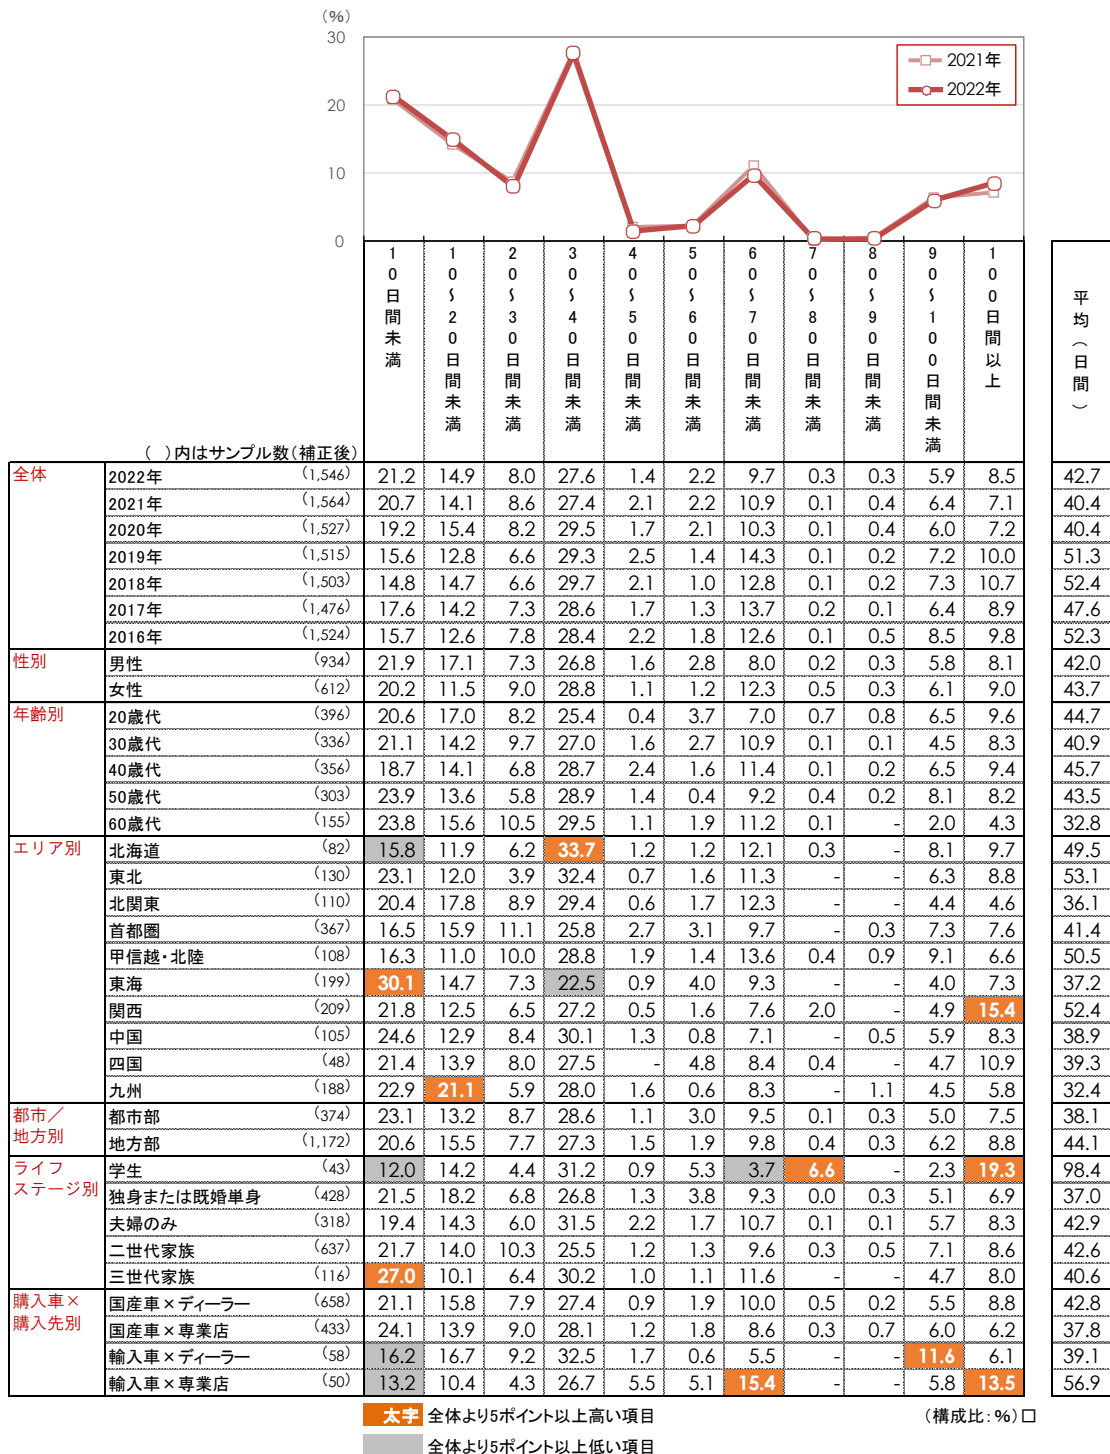 (%)
30
20
10
0
2021年
2022年
10日間未満
10~20日間未満
20~30日間未満
30~40日間未満
40~50日間未満
50~60日間未満
60~70日間未満
70~80日間未満
80~90日間未満
90~100日間未満
100日間以上
平均(日間)
( )内はサンプル数(補正後)
全体 2022年 (1,546) 21.2 14.9 8.0 27.6 1.4 2.2 9.7 0.3 0.3 5.9 8.5 42.7
2021年 (1,564) 20.7 14.1 8.6 27.4 2.1 2.2 10.9 0.1 0.4 6.4 7.1 40.4
2020年 (1,527) 19.2 15.4 8.2 29.5 1.7 2.1 10.3 0.1 0.4 6.0 7.2 40.4
2019年 (1,515) 15.6 12.8 6.6 29.3 2.5 1.4 14.3 0.1 0.2 7.2 10.0 51.3
2018年 (1,503) 14.8 14.7 6.6 29.7 2.1 1.0 12.8 0.1 0.2 7.3 10.7 52.4
2017年 (1,476) 17.6 14.2 7.3 28.6 1.7 1.3 13.7 0.2 0.1 6.4 8.9 47.6
2016年 (1,524) 15.7 12.6 7.8 28.4 2.2 1.8 12.6 0.1 0.5 8.5 9.8 52.3
性別 男性 (934) 21.9 17.1 7.3 26.8 1.6 2.8 8.0 0.2 0.3 5.8 8.1 42.0
女性 (612) 20.2 11.5 9.0 28.8 1.1 1.2 12.3 0.5 0.3 6.1 9.0 43.7
年齢別 20歳代 (396) 20.6 17.0 8.2 25.4 0.4 3.7 7.0 0.7 0.8 6.5 9.6 44.7
30歳代 (336) 21.1 14.2 9.7 27.0 1.6 2.7 10.9 0.1 0.1 4.5 8.3 40.9
40歳代 (356) 18.7 14.1 6.8 28.7 2.4 1.6 11.4 0.1 0.2 6.5 9.4 45.7
50歳代 (303) 23.9 13.6 5.8 28.9 1.4 0.4 9.2 0.4 0.2 8.1 8.2 43.5
60歳代 (155) 23.8 15.6 10.5 29.5 1.1 1.9 11.2 0.1 - 2.0 4.3 32.8
エリア別 北海道 (82) 15.8 11.9 6.2 33.7 1.2 1.2 12.1 0.3 - 8.1 9.7 49.5
東北 (130) 23.1 12.0 3.9 32.4 0.7 1.6 11.3 - - 6.3 8.8 53.1
北関東 (110) 20.4 17.8 8.9 29.4 0.6 1.7 12.3 - - 4.4 4.6 36.1
首都圏 (367) 16.5 15.9 11.1 25.8 2.7 3.1 9.7 - 0.3 7.3 7.6 41.4
甲信越・北陸 (108) 16.3 11.0 10.0 28.8 1.9 1.4 13.6 0.4 0.9 9.1 6.6 50.5
東海 (199) 30.1 14.7 7.3 22.5 0.9 4.0 9.3 - - 4.0 7.3 37.2
関西 (209) 21.8 12.5 6.5 27.2 0.5 1.6 7.6 2.0 - 4.9 15.4 52.4
中国 (105) 24.6 12.9 8.4 30.1 1.3 0.8 7.1 - 0.5 5.9 8.3 38.9
四国 (48) 21.4 13.9 8.0 27.5 - 4.8 8.4 0.4 - 4.7 10.9 39.3
九州 (188) 22.9 21.1 5.9 28.0 1.6 0.6 8.3 - 1.1 4.5 5.8 32.4
都市/地方別 都市部 (374) 23.1 13.2 8.7 28.6 1.1 3.0 9.5 0.1 0.3 5.0 7.5 38.1
地方部 (1,172) 20.6 15.5 7.7 27.3 1.5 1.9 9.8 0.4 0.3 6.2 8.8 44.1
ライフステージ別 学生 (43) 12.0 14.2 4.4 31.2 0.9 5.3 3.7 6.6 - 2.3 19.3 98.4
独身または既婚単身 (428) 21.5 18.2 6.8 26.8 1.3 3.8 9.3 0.0 0.3 5.1 6.9 37.0
夫婦のみ (318) 19.4 14.3 6.0 31.5 2.2 1.7 10.7 0.1 0.1 5.7 8.3 42.9
二世代家族 (637) 21.7 14.0 10.3 25.5 1.2 1.3 9.6 0.3 0.5 7.1 8.6 42.6
三世代家族 (116) 27.0 10.1 6.4 30.2 1.0 1.1 11.6 - - 4.7 8.0 40.6
購入車×購入先別 国産車×ディーラー (658) 21.1 15.8 7.9 27.4 0.9 1.9 10.0 0.5 0.2 5.5 8.8 42.8
国産車×専業店 (433) 24.1 13.9 9.0 28.1 1.2 1.8 8.6 0.3 0.7 6.0 6.2 37.8
輸入車×ディーラー (58) 16.2 16.7 9.2 32.5 1.7 0.6 5.5 - - 11.6 6.1 39.1
輸入車×専業店 (50) 13.2 10.4 4.3 26.7 5.5 5.1 15.4 - - 5.8 13.5 56.9
太字 全体より5ポイント以上高い項目 (構成比:%)□
全体より5ポイント以上低い項目